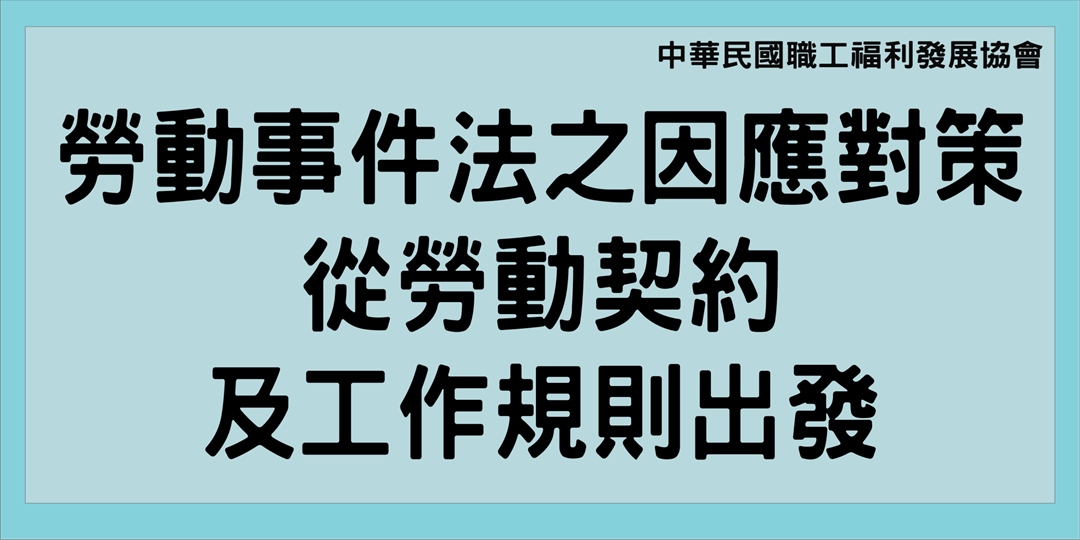 中華民國職工福利發展協會
勞動事件法之因應對策
從勞動契約
及工作規則出發